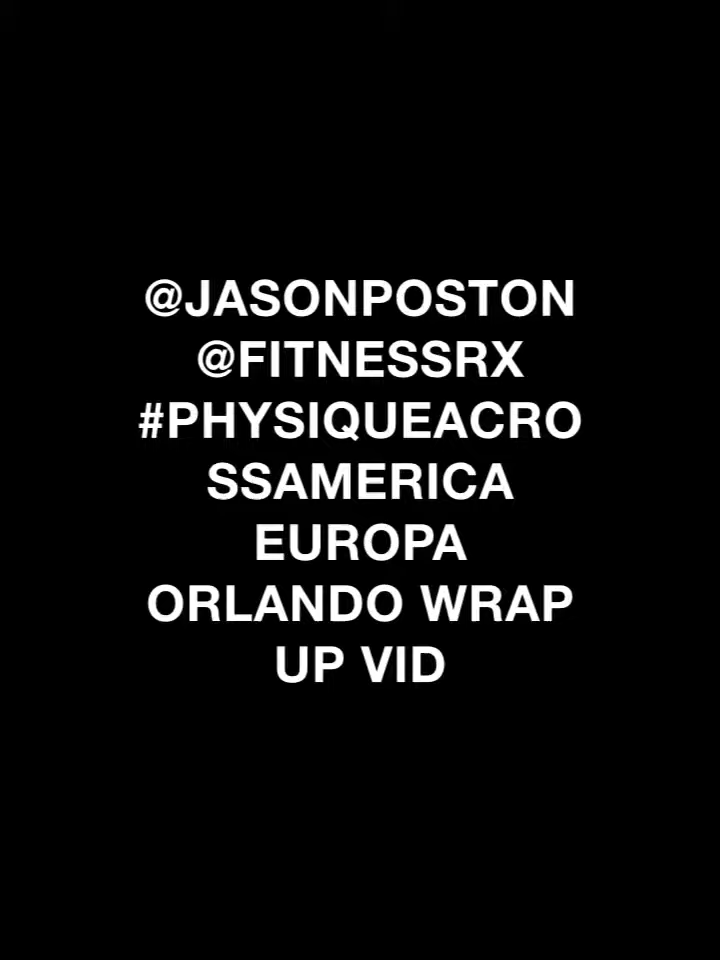 @JASONPOSTON
@FITNESSRX
#PHYSIQUEACRO
SSAMERICA
EUROPA
ORLANDO WRAP
UP VID